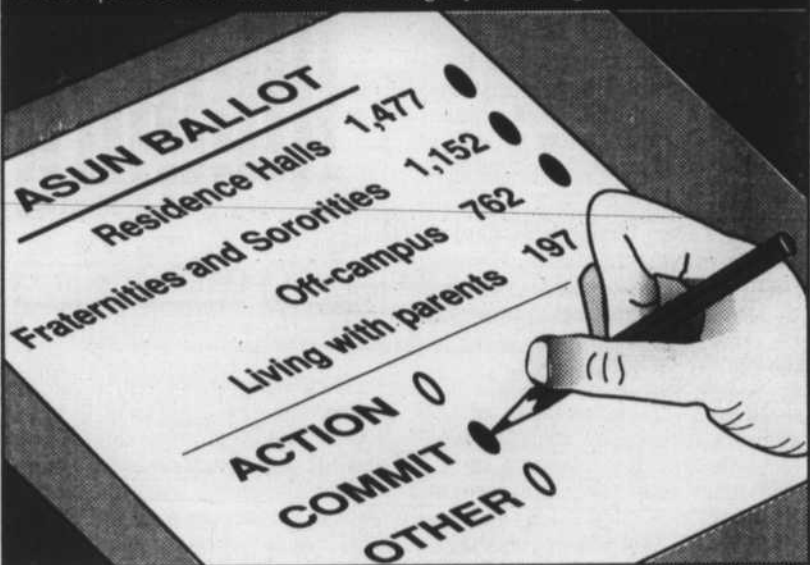 ASUN BALLOT
Residence Halls 1,477
Fraternities and Sororities 1,152
Off-campus 762
Living with parents 197
ACTION
COMMIT
OTHER